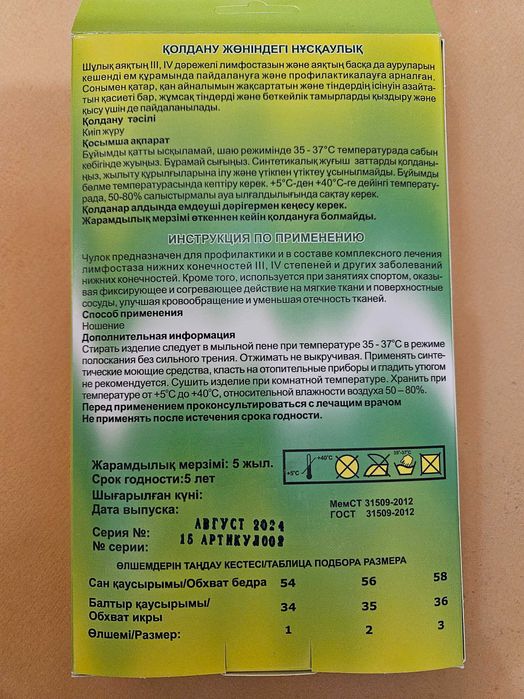 ҚОЛДАНУ ЖӨНІНДЕГІ НҰСҚАУЛЫҚ
Шұлық аяқтың III, IV дәрежелі лимфостазын және аяқтың басқа да ауруларын
кешенді ем құрамында пайдалануға және профилактикалауға арналған.
Сонымен қатар, қан айналымын жақсартатын және тіндердің ісінуін азайта-
тын қасиеті бар, жұмсақ тіндерді және беткейлік тамырларды қыздыру және
қысу үшін де пайдаланылады.
Қолдану тәсілі
Киіп жүру
Қосымша ақпарат
Бұйымды қатты ысқыламай, шаю режимінде 35 - 37°С температурада сабын
көбігінде жуыңыз. Бұрамай сығыңыз. Синтетикалық жуғыш заттарды қолданы-
ңыз, жылыту құрылғыларына ілу және үтікпен үтіктеу ұсынылмайды. Бұйымды
бөлме температурасында кептіру керек. +5°С-ден +40°С-ге дейінгі температу-
рада, 50-80% салыстырмалы ауа ылғалдылығында сақтау керек.
Қолданар алдында емдеуші дәрігермен кеңесу керек.
Жарамдылық мерзімі өткеннен кейін қолдануға болмайды.
ИНСТРУКЦИЯ ПО ПРИМЕНЕНИЮ
Чулок предназначен для профилактики и в составе комплексного лечения
лимфостаза нижних конечностей III, IV степеней и других заболеваний
нижних конечностей. Кроме того, используется при занятиях спортом, оказы-
вая фиксирующее и согревающее действие на мягкие ткани и поверхностные
сосуды, улучшая кровообращение и уменьшая отечность тканей.
Способ применения
Ношение
Дополнительная информация
Стирать изделие следует в мыльной пене при температуре 35 - 37°С в режиме
полоскания без сильного трения. Отжимать не выкручивая. Применять синте-
тические моющие средства, класть на отопительные приборы и гладить утюгом
не рекомендуется. Сушить изделие при комнатной температуре. Хранить при
температуре от +5°С до +40°С, относительной влажности воздуха 50 – 80%.
Перед применением проконсультироваться с лечащим врачом
Не применять после истечения срока годности.
+5°С +40°С 35°-37°С
Жарамдылық мерзімі: 5 жыл.
Срок годности:5 лет
Шығарылған күні:
Дата выпуска:
МемСТ 31509-2012
ГОСТ 31509-2012
АВГУСТ 2024
Серия №:
№ серии:
15 АРТИКУЛ002
ӨЛШЕМДЕРІН ТАҢДАУ КЕСТЕСІ/ТАБЛИЦА ПОДБОРА РАЗМЕРА
Сан қаусырымы/Обхват бедра 54 56 58
Балтыр қаусырымы/
Обхват икры 34 35 36
Өлшемі/Размер: 1 2 3